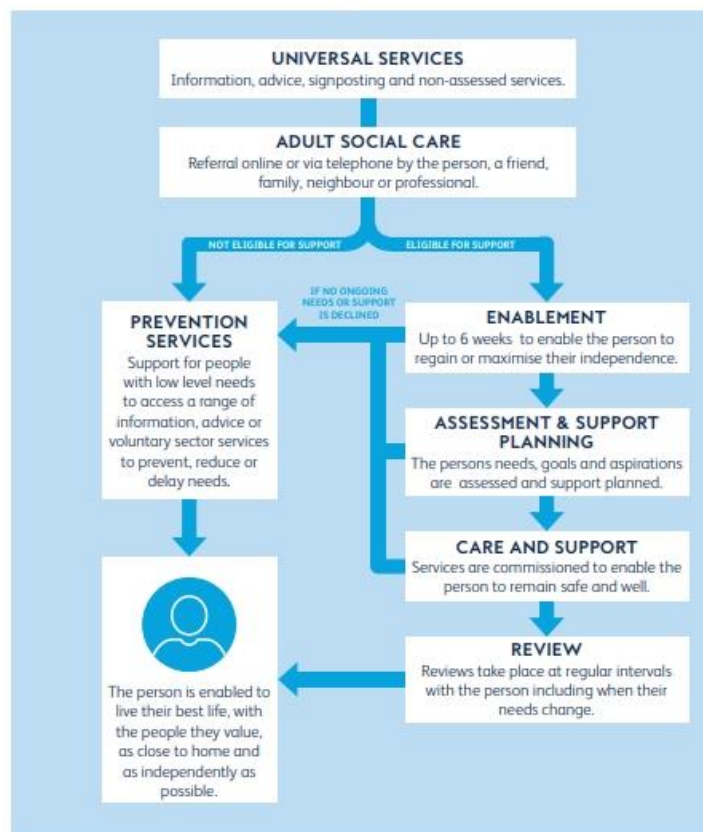 UNIVERSAL SERVICES
Information, advice, signposting and non-assessed services.
ADULT SOCIAL CARE
Referral online or via telephone by the person, a friend,
family, neighbour or professional.
NOT ELIGIBLE FOR SUPPORT
ELIGIBLE FOR SUPPORT
IF NO ONGOING
NEEDS OR SUPPORT
IS DECLINED
PREVENTION
SERVICES
Support for people
with low level needs
to access a range of
information, advice or
voluntary sector services
to prevent, reduce or
delay needs.
ENABLEMENT
Up to 6 weeks to enable the person to
regain or maximise their independence.
ASSESSMENT & SUPPORT
PLANNING
The persons needs, goals and aspirations
are assessed and support planned.
CARE AND SUPPORT
Services are commissioned to enable the
person to remain safe and well.
REVIEW
Reviews take place at regular intervals
with the person including when their
needs change.
The person is enabled to
live their best life, with
the people they value,
as close to home and
as independently as
possible.